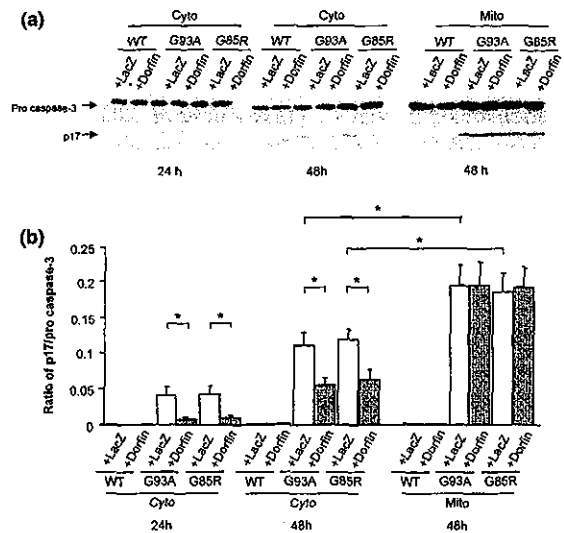 (a)
Cyto Cyto Mito
WT G93A G85R WT G93A G85R WT G93A G85R
+LacZ +Dorfin +LacZ +Dorfin +LacZ +Dorfin +LacZ +Dorfin +LacZ +Dorfin +LacZ +Dorfin +LacZ +Dorfin +LacZ +Dorfin +LacZ +Dorfin
Pro caspase-3
p17
24 h 48h 48 h
(b)
Ratio of p17/pro caspase-3
0.25
0.2
0.15
0.1
0.05
0
* * * * * *
+LacZ +Dorfin +LacZ +Dorfin +LacZ +Dorfin +LacZ +Dorfin +LacZ +Dorfin +LacZ +Dorfin +LacZ +Dorfin +LacZ +Dorfin +LacZ +Dorfin
WT G93A G85R WT G93A G85R WT G93A G85R
Cyto Cyto Mito
24h 48h 48h